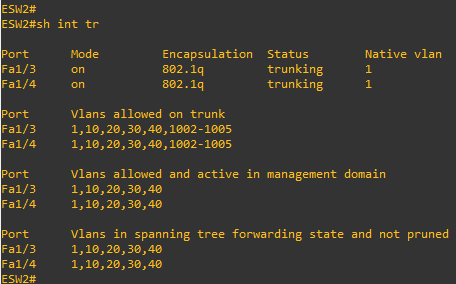 ESW2#
ESW2#sh int tr
Port Mode Encapsulation Status Native vlan
Fa1/3 on 802.1q trunking 1
Fa1/4 on 802.1q trunking 1
Port Vlans allowed on trunk
Fa1/3 1,10,20,30,40,1002-1005
Fa1/4 1,10,20,30,40,1002-1005
Port Vlans allowed and active in management domain
Fa1/3 1,10,20,30,40
Fa1/4 1,10,20,30,40
Port Vlans in spanning tree forwarding state and not pruned
Fa1/3 1,10,20,30,40
Fa1/4 1,10,20,30,40
ESW2#